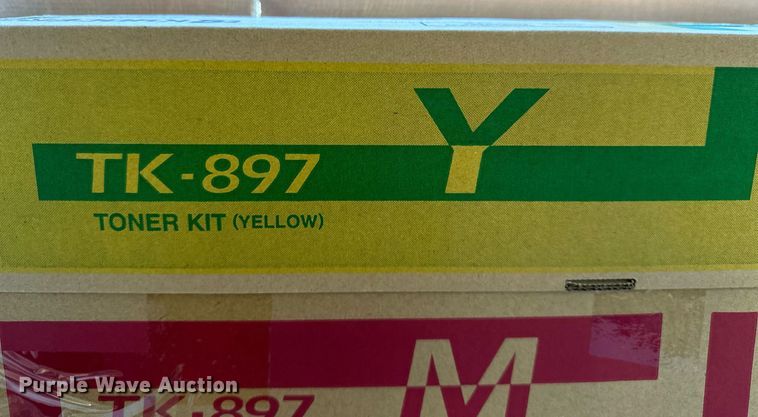 TK-897 Y
TONER KIT (YELLOW)
M
TK-897
Purple Wave Auction